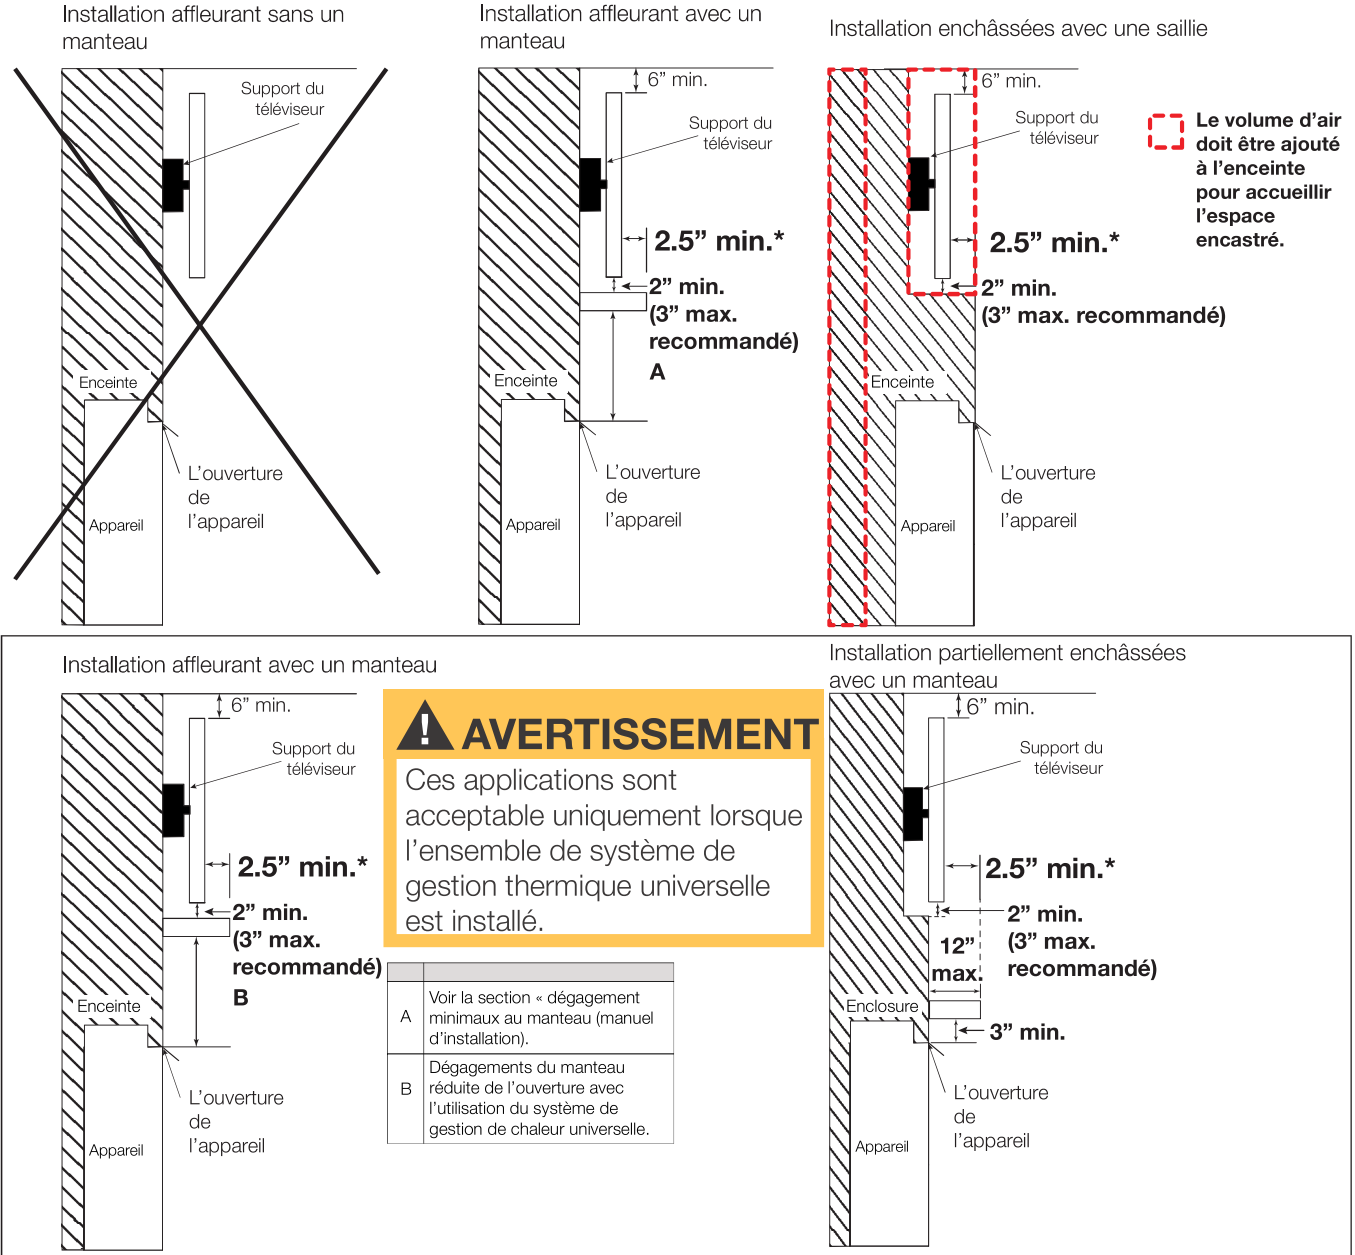 Installation affleurant sans un
manteau
Support du
téléviseur
Enceinte
L'ouverture
de
l'appareil
Appareil
Installation affleurant avec un
manteau
6” min.
Support du
téléviseur
2.5” min.*
2” min.
(3” max.
recommandé)
A
Enceinte
L'ouverture
de
l'appareil
Appareil
Installation enchâssées avec une saillie
6” min.
Support du
téléviseur
2.5” min.*
2” min.
(3” max. recommandé)
Enceinte
L'ouverture
de
l'appareil
Appareil
Le volume d'air
doit être ajouté
à l'enceinte
pour accueillir
l'espace
encastré.
Installation affleurant avec un manteau
6” min.
Support du
téléviseur
2.5” min.*
2” min.
(3” max.
recommandé)
B
Enceinte
L'ouverture
de
l'appareil
Appareil
! AVERTISSEMENT
Ces applications sont
acceptable uniquement lorsque
l'ensemble de système de
gestion thermique universelle
est installé.
A Voir la section « dégagement
minimaux au manteau (manuel
d'installation).
B Dégagements du manteau
réduite de l'ouverture avec
l'utilisation du système de
gestion de chaleur universelle.
Installation partiellement enchâssées
avec un manteau
6” min.
Support du
téléviseur
2.5” min.*
2” min.
(3” max.
recommandé)
12”
max.
Enclosure
3” min.
L'ouverture
de
l'appareil
Appareil